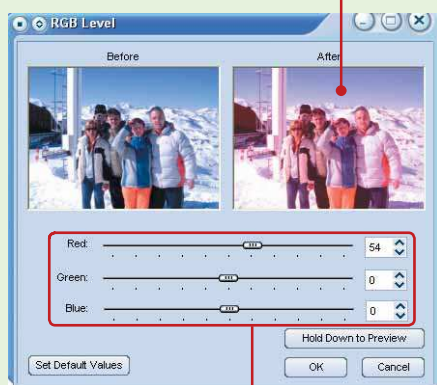 RGB Level
Before After
Red: 54
Green: 0
Blue: 0
Hold Down to Preview
Set Default Values OK Cancel